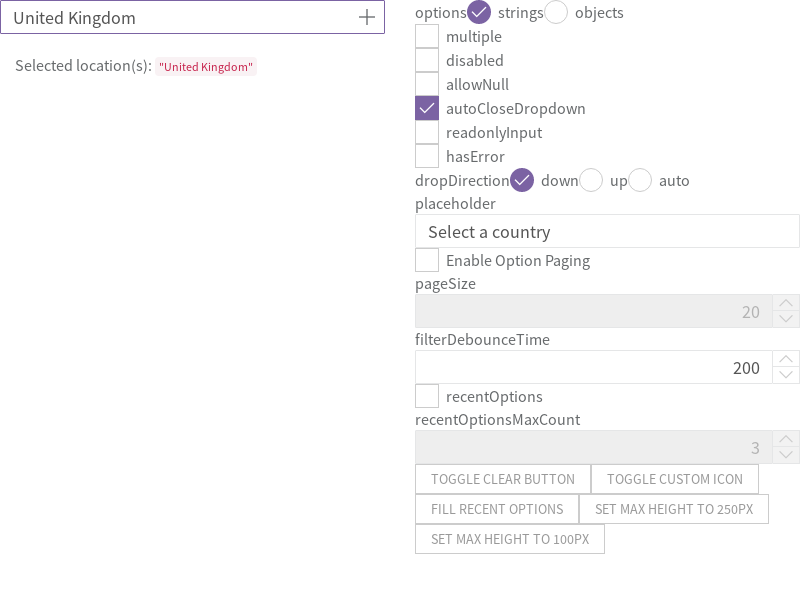 United Kingdom
Selected location(s): "United Kingdom"
options strings objects
multiple
disabled
allowNull
autoCloseDropdown
readonlyInput
hasError
dropDirection down up auto
placeholder
Select a country
Enable Option Paging
pageSize
20
filterDebounceTime
200
recentOptions
recentOptionsMaxCount
3
TOGGLE CLEAR BUTTON TOGGLE CUSTOM ICON
FILL RECENT OPTIONS SET MAX HEIGHT TO 250PX
SET MAX HEIGHT TO 100PX